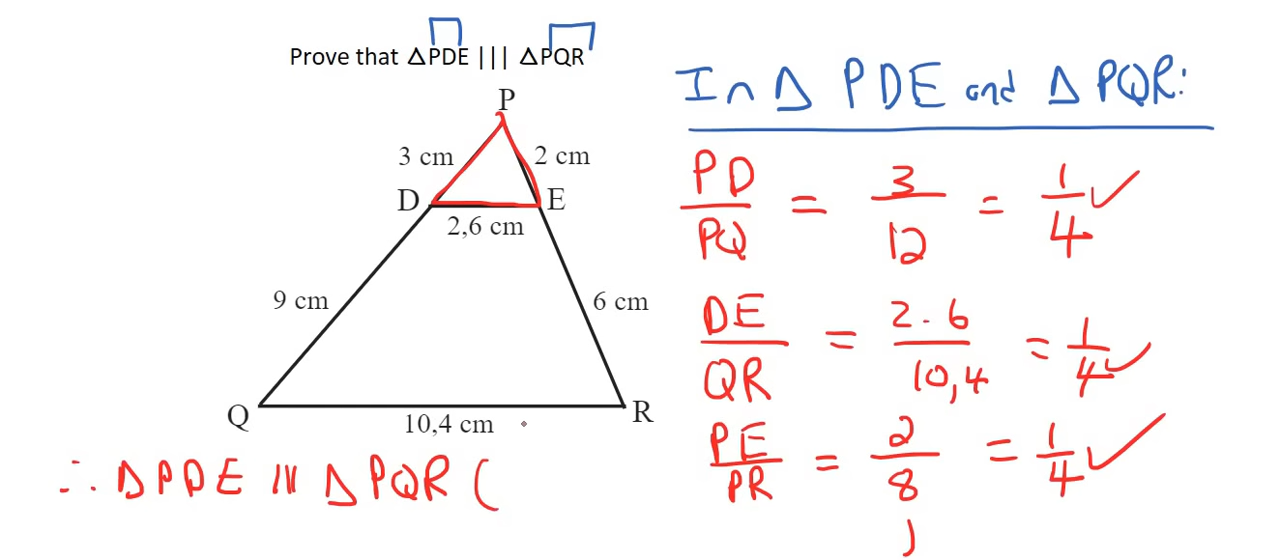 Prove that ΔPDE ||| ΔPQR
P
3 cm
2 cm
D
E
2,6 cm
9 cm
6 cm
Q
R
10,4 cm
∴ Δ PDE ||| Δ PQR (
In Δ PDE and Δ PQR:
PD/PQ = 3/12 = 1/4 ✓
DE/QR = 2.6/10,4 = 1/4 ✓
PE/PR = 2/8 = 1/4 ✓
)